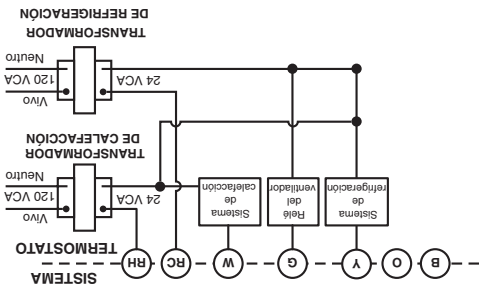 SISTEMA
B O Y G W RC RH
TERMOSTATO
Sistema
de
refrigeración
Relé
del
ventilador
Sistema
de
calefacción
24 VCA
Vivo
120 VCA
Neutro
TRANSFORMADOR
DE CALEFACCIÓN
24 VCA
Vivo
120 VCA
Neutro
TRANSFORMADOR
DE REFRIGERACIÓN